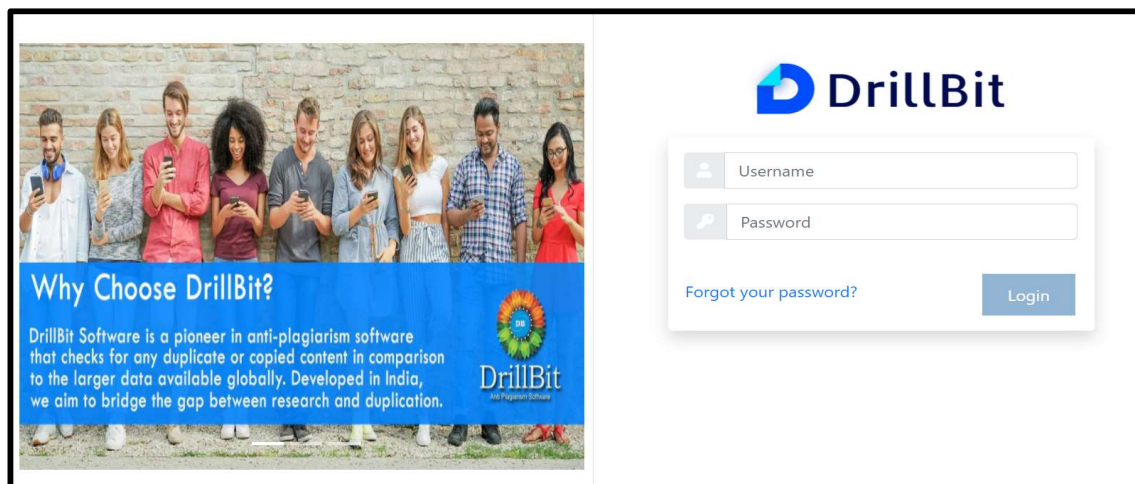 Why Choose DrillBit?
DrillBit Software is a pioneer in anti-plagiarism software
that checks for any duplicate or copied content in comparison
to the larger data available globally. Developed in India,
we aim to bridge the gap between research and duplication.
DB
DrillBit
Anti Plagiarism Software
DrillBit
Username
Password
Forgot your password?
Login